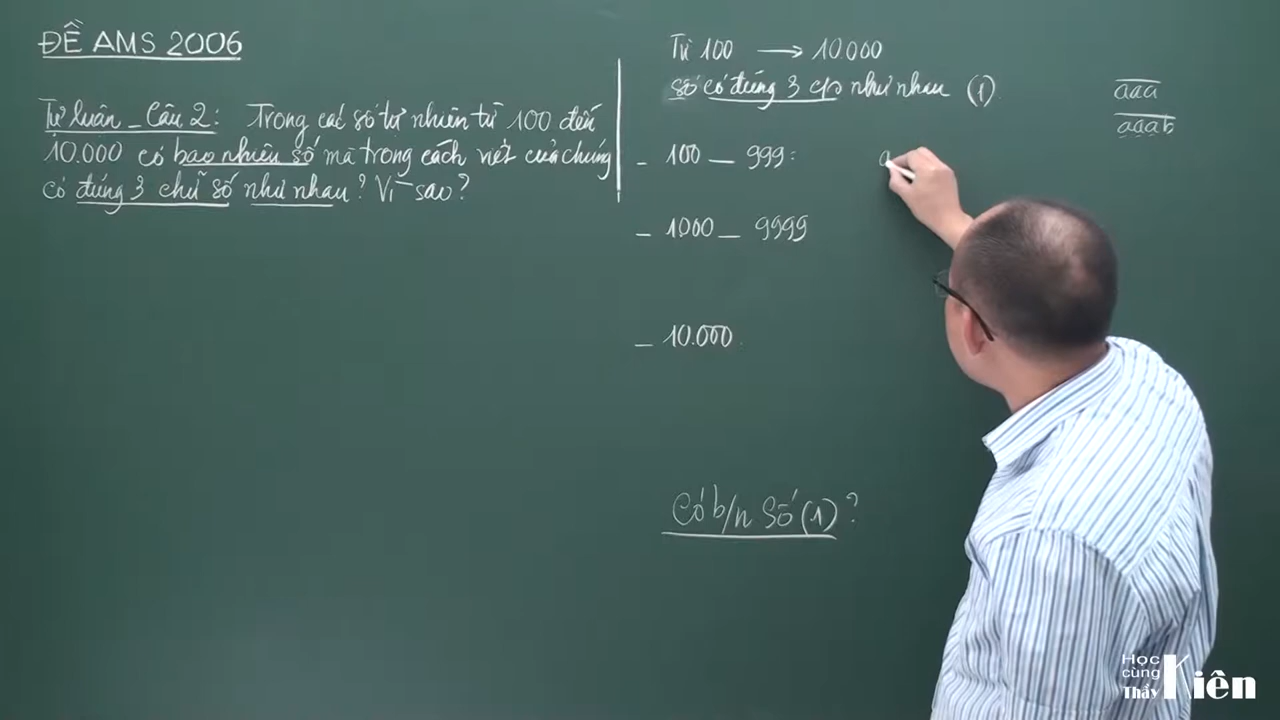 ĐỀ AMS 2006
Tự luận _ Câu 2: Trong các số tự nhiên từ 100 đến
10.000 có bao nhiêu số mà trong cách viết của chúng
có đúng 3 chữ số như nhau? Vì sao?
Từ 100 → 10.000
số có đúng 3 c/s như nhau (1)
_ 100 _ 999:
_ 1000 _ 9999
_ 10.000
aaa
aaab
Có b/n số (1)?
Học
cùng
Thầy Kiên